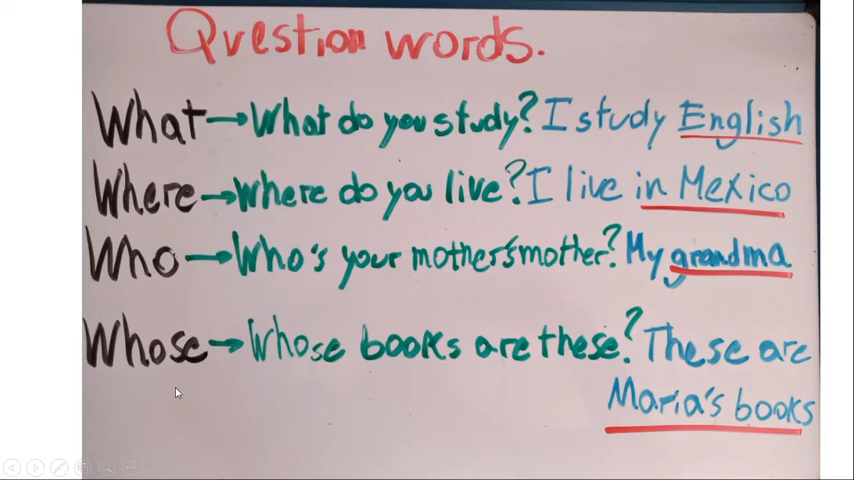 Question words.
What → What do you study? I study English
Where → Where do you live? I live in Mexico
Who → Who's your mother's mother? My grandma
Whose → Whose books are these? These are
Maria's books